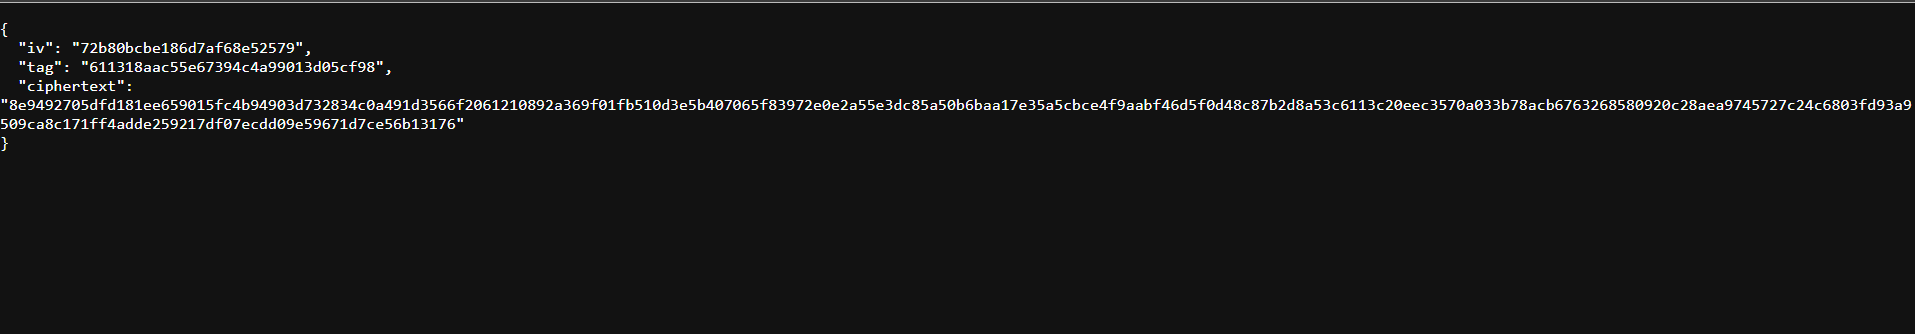 {
  "iv": "72b80bcbe186d7af68e52579",
  "tag": "611318aac55e67394c4a99013d05cf98",
  "ciphertext":
"8e9492705dfd181ee659015fc4b94903d732834c0a491d3566f2061210892a369f01fb510d3e5b407065f83972e0e2a55e3dc85a50b6baa17e35a5cbce4f9aabf46d5f0d48c87b2d8a53c6113c20eec3570a033b78acb6763268580920c28aea9745727c24c6803fd93a9
509ca8c171ff4adde259217df07ecdd09e59671d7ce56b13176"
}